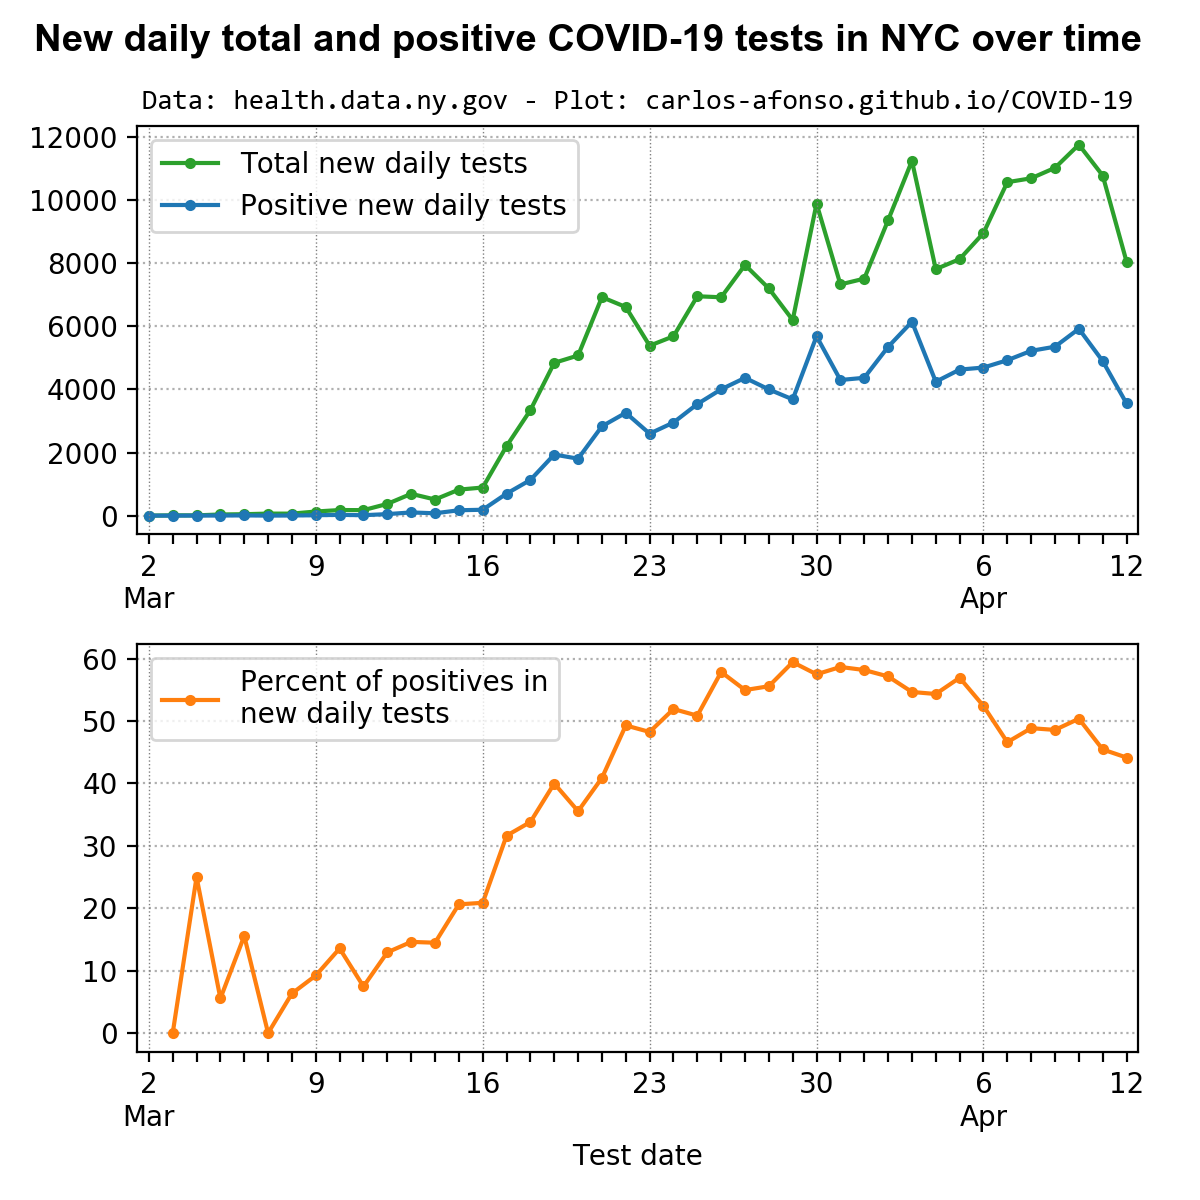 New daily total and positive COVID-19 tests in NYC over time
Data: health.data.ny.gov - Plot: carlos-afonso.github.io/COVID-19
12000
10000
8000
6000
4000
2000
0
Total new daily tests
Positive new daily tests
2 9 16 23 30 6 12
Mar Apr
60
50
40
30
20
10
0
Percent of positives in
new daily tests
2 9 16 23 30 6 12
Mar Apr
Test date